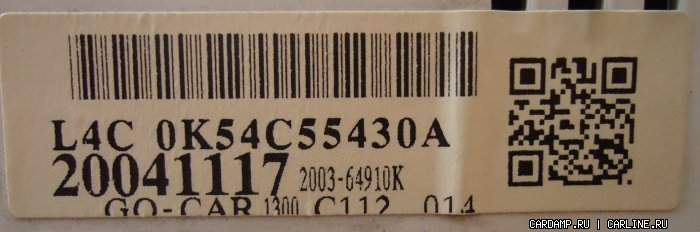 L4C 0K54C55430A
20041117 2003-64910K
GO-CAR 1300 C112 014
CARDAMP.RU | CARLINE.RU